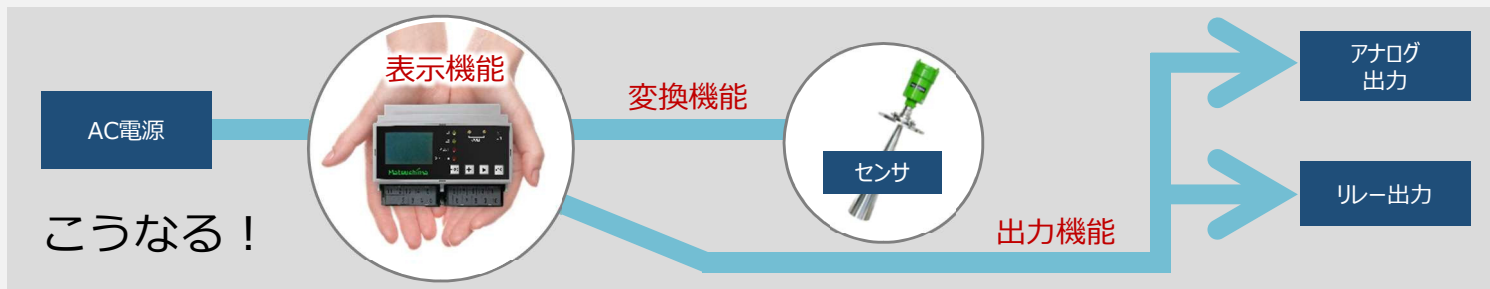 表示機能
変換機能
AC電源
Matsushima
センサ
アナログ
出力
リレー出力
こうなる！
出力機能